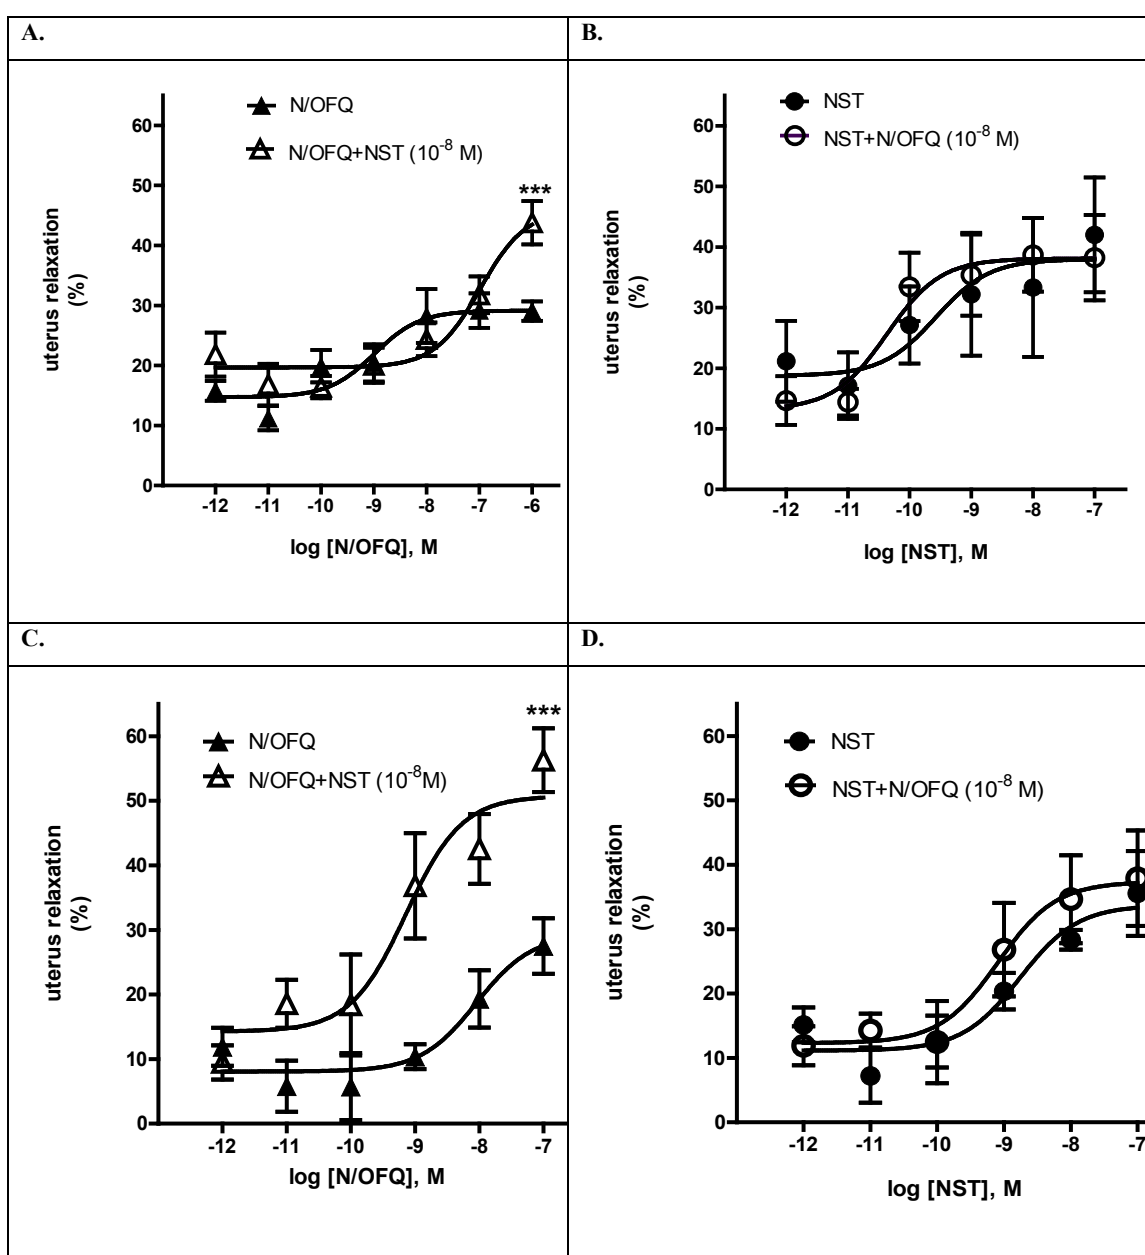 A.
N/OFQ
N/OFQ+NST (10⁻⁸ M)
***
uterus relaxation
(%)
60
50
40
30
20
10
0
-12 -11 -10 -9 -8 -7 -6
log [N/OFQ], M
B.
NST
NST+N/OFQ (10⁻⁸ M)
uterus relaxation
(%)
60
50
40
30
20
10
0
-12 -11 -10 -9 -8 -7
log [NST], M
C.
N/OFQ
N/OFQ+NST (10⁻⁸M)
***
uterus relaxation
(%)
60
50
40
30
20
10
0
-12 -11 -10 -9 -8 -7
log [N/OFQ], M
D.
NST
NST+N/OFQ (10⁻⁸ M)
uterus relaxation
(%)
60
50
40
30
20
10
0
-12 -11 -10 -9 -8 -7
log [NST], M